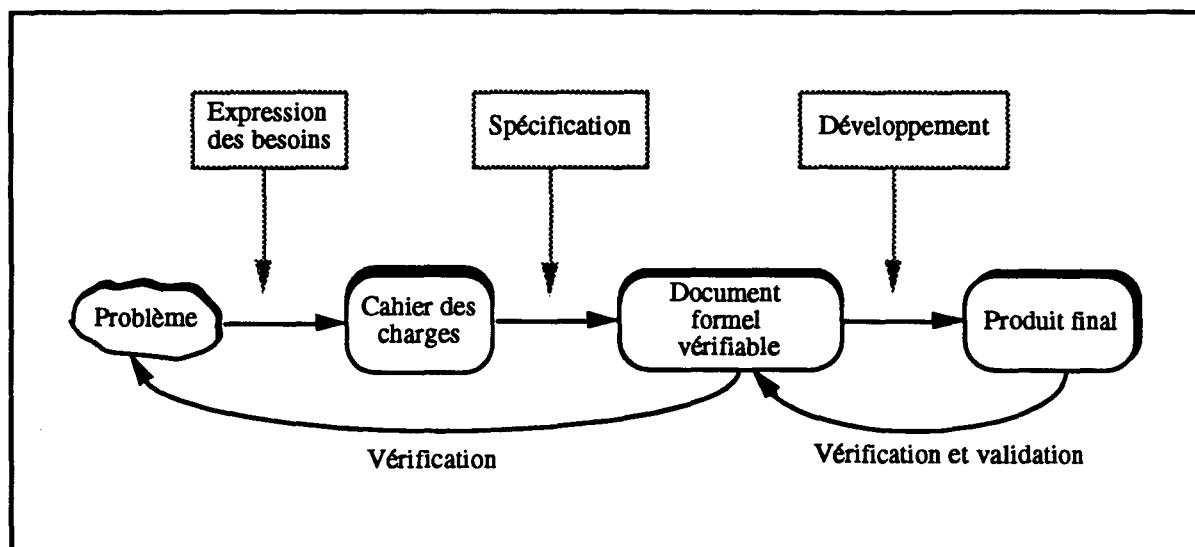 Expression
des besoins
Spécification
Développement
Problème
Cahier des
charges
Document
formel
vérifiable
Produit final
Vérification
Vérification et validation